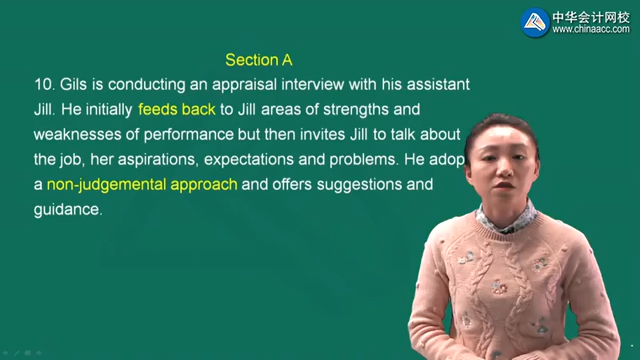 中华会计网校
www.chinaacc.com
Section A
10. Gils is conducting an appraisal interview with his assistant
Jill. He initially feeds back to Jill areas of strengths and
weaknesses of performance but then invites Jill to talk about
the job, her aspirations, expectations and problems. He adop
a non-judgemental approach and offers suggestions and
guidance.